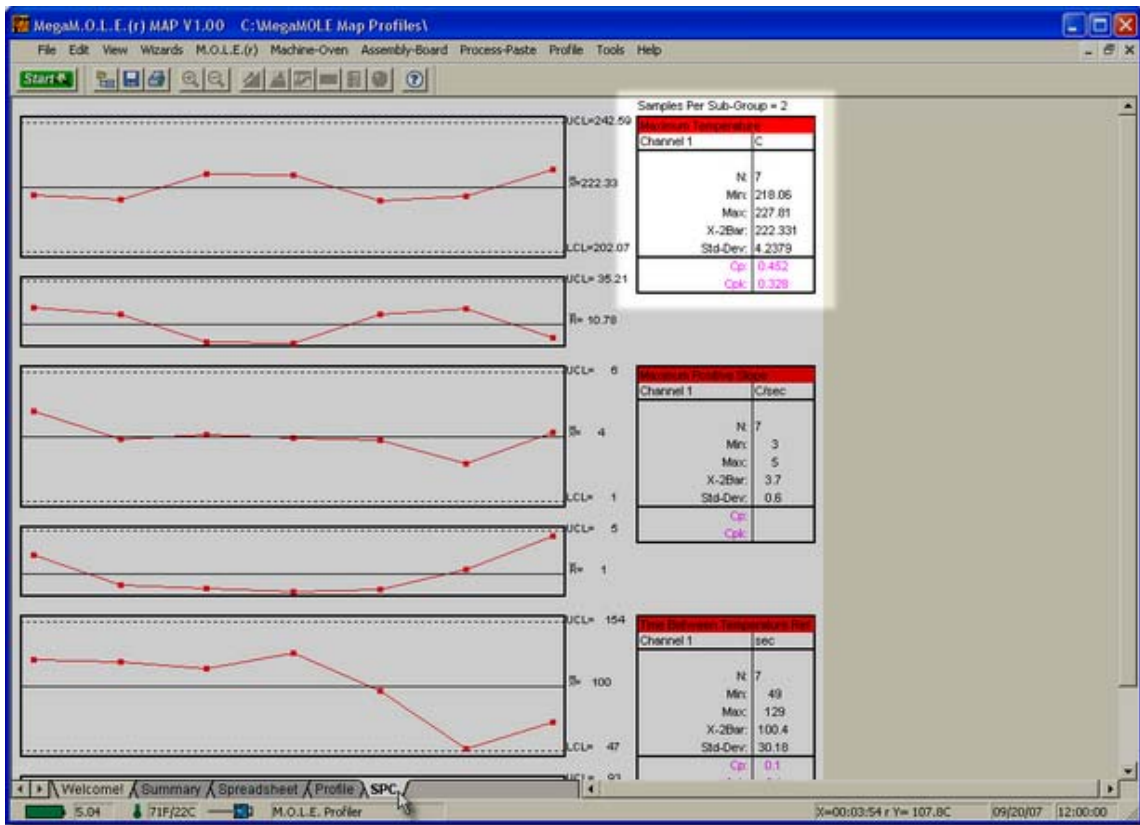 MegaM.O.L.E.(r) MAP V1.00 C:\MegaMOLE Map Profiles\
File Edit View Wizards M.O.L.E.(r) Machine-Oven Assembly-Board Process-Paste Profile Tools Help
Start
Samples Per Sub-Group = 2
UCL=242.59
X=222.33
LCL=202.07
Maximum Temperature
Channel 1 C
N: 7
Min: 218.06
Max: 227.81
X-2Bar: 222.331
Std-Dev: 4.2379
Cp: 0.452
Cpk: 0.328
UCL= 35.21
R= 10.78
UCL= 6
X= 4
LCL= 1
Maximum Positive Slope
Channel 1 C/sec
N: 7
Min: 3
Max: 5
X-2Bar: 3.7
Std-Dev: 0.6
Cp:
Cpk:
UCL= 5
R= 1
UCL= 154
X= 100
LCL= 47
Time Between Temperature Ref
Channel 1 sec
N: 7
Min: 49
Max: 129
X-2Bar: 100.4
Std-Dev: 30.18
Cp: 0.1
Welcome! Summary Spreadsheet Profile SPC
5.04 71F/22C M.O.L.E. Profiler X=00:03:54 r Y= 107.8C 09/20/07 12:00:00